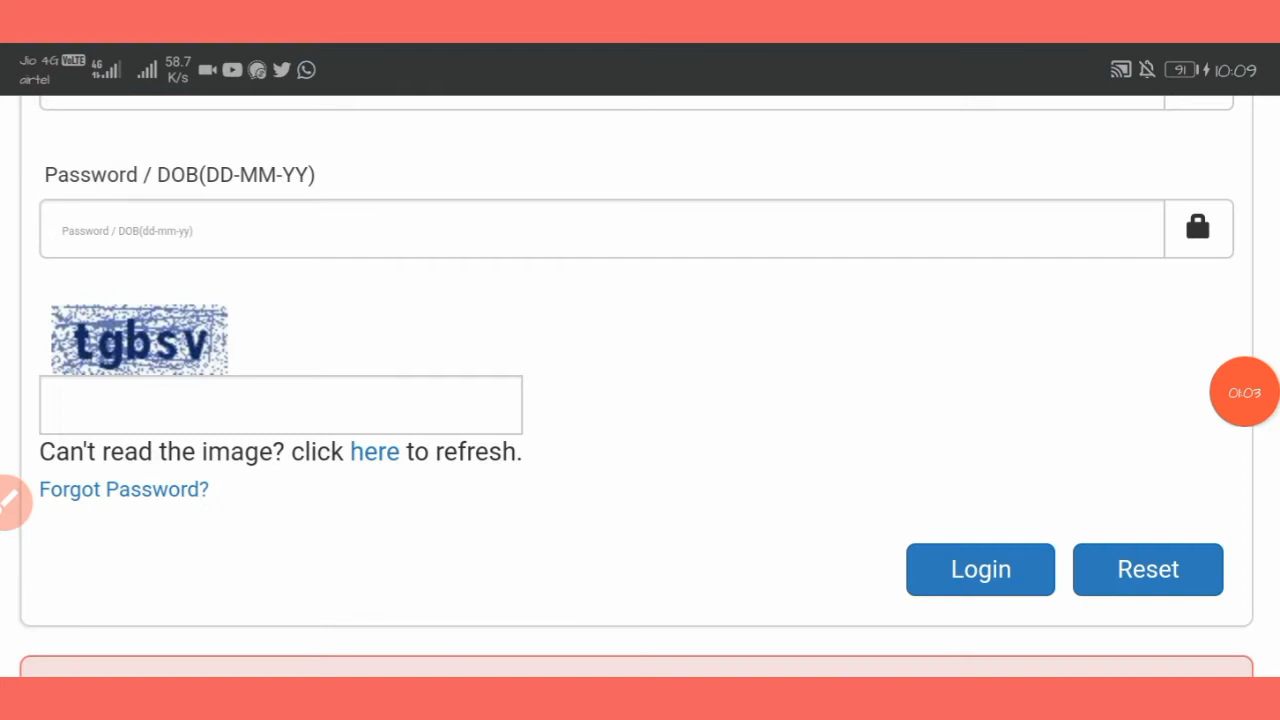 Jio 4G VoLTE 4G 58.7 91 10:09
airtel K/s
Password / DOB(DD-MM-YY)
Password / DOB(dd-mm-yy)
tgbsv
01:03
Can't read the image? click here to refresh.
Forgot Password?
Login Reset